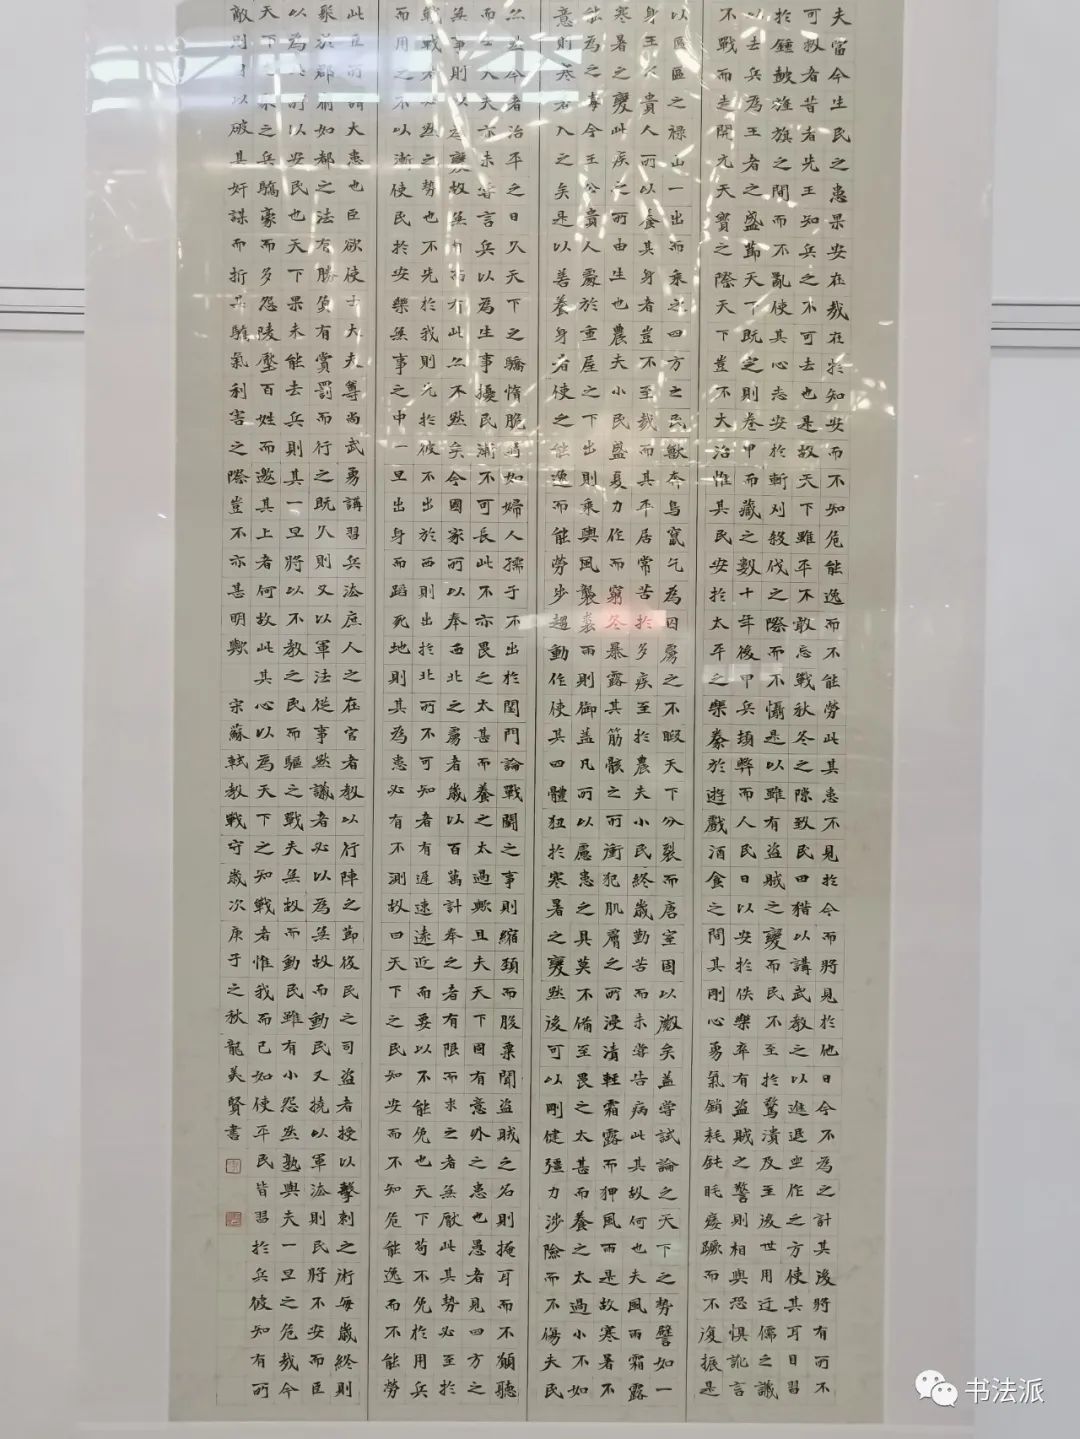 夫當今生民之患果安在哉在於知安而不知危能逸而不能勞此其患不見於今而將見於他日今不為之計其後將有所不
可救者昔者先王知兵之不可去也是故天下雖平不敢忘戰秋冬之隙致民田獵以講武教之以進退坐作之方使其耳目習
於鍾鼓旌旗之間而不亂使其心志安於斬刈殺伐之際而不懾是以雖有盜賊之變而民不至於驚潰及至後世用迂儒之議
以去兵為王者之盛節天下既定則卷甲而藏之數十年後甲兵頓弊而人民日以安於佚樂卒有盜賊之警則相與恐懼訛言
不戰而走開元天寶之際天下豈不大治惟其民安於太平之樂豢於遊戲酒食之間其剛心勇氣銷耗鈍眊痿蹶而不復振是
以區區之祿山一出而乘之四方之民獸奔鳥竄乞為囚虜之不暇天下分裂而唐室固以微矣蓋嘗試論之天下之勢譬如一
身王公貴人所以養其身者豈不至哉而其平居常苦於多疾至於農夫小民終歲勤苦而未嘗告病此其故何也夫風雨霜露
寒暑之變此疾之所由生也農夫小民盛夏力作而窮冬暴露其筋骸之所衝犯肌膚之所浸漬輕霜露而狎風雨是故寒暑不
能為之毒今王公貴人處於重屋之下出則乘輿風襲裘雨則御蓋凡所以慮患之具莫不備至畏之太甚而養之太過小不如
意則寒暑入之矣是以善養身者使之能逸而能勞步趨動作使其四體狃於寒暑之變然後可以剛健彊力涉險而不傷夫民
亦然今者治平之日久天下之驕惰脆弱如婦人孺子不出於閨門論戰鬭之事則縮頸而股栗聞盜賊之名則掩耳而不願聽
而士大夫亦未嘗言兵以為生事擾民漸不可長此不亦畏之太甚而養之太過歟且夫天下固有意外之患也愚者見四方之
無事則以為變故無自而有此亦不然矣今國家所以奉西北之虜者歲以百萬計奉之者有限而求之者無厭此其勢必至於
戰戰者必然之勢也不先於我則先於彼不出於西則出於北所不可知者有遲速遠近而要以不能免也天下苟不免於用兵
而用之不以漸使民於安樂無事之中一旦出身而蹈死地則其為患必有不測故曰天下之民知安而不知危能逸而不能勞
此臣所謂大患也臣欲使士大夫尊尚武勇講習兵法庶人之在官者教以行陣之節役民之司盜者授以擊刺之術每歲終則
聚於郡府如都之法有勝負有賞罰而行之既久則又以軍法從事然議者必以為無故而動民又撓以軍法則民將不安而臣
以為此所以安民也天下果未能去兵則其一旦將以不教之民而驅之戰夫無故而動民雖有小怨然孰與夫一旦之危哉今
天下屯聚之兵驕豪而多怨陵壓百姓而邀其上者何故此其心以為天下之知戰者惟我而已如使平民皆習於兵彼知有所
敵則固以破其奸謀而折其驕氣利害之際豈不亦甚明歟 宋蘇軾教戰守歲次庚子之秋龍美賢書
书法派